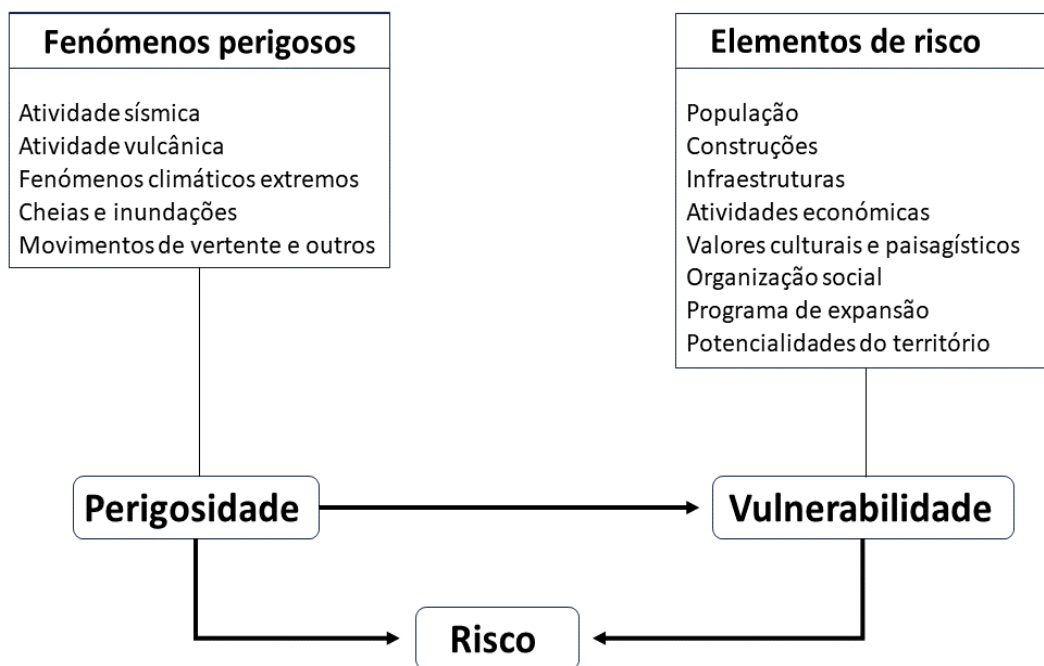 Fenómenos perigosos
Atividade sísmica
Atividade vulcânica
Fenómenos climáticos extremos
Cheias e inundações
Movimentos de vertente e outros
Elementos de risco
População
Construções
Infraestruturas
Atividades económicas
Valores culturais e paisagísticos
Organização social
Programa de expansão
Potencialidades do território
Perigosidade
Vulnerabilidade
Risco